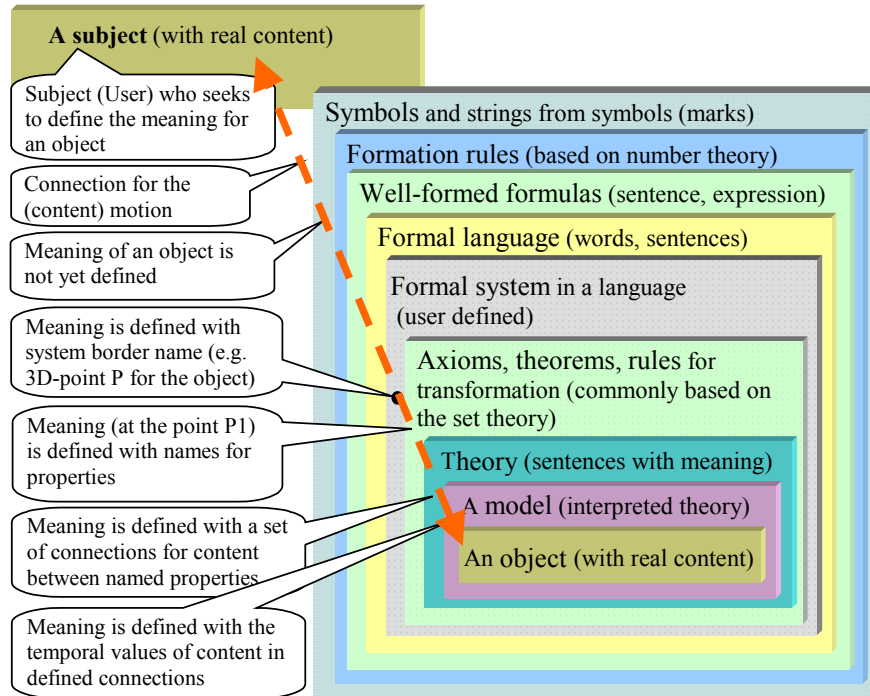 A subject (with real content)
Subject (User) who seeks
to define the meaning for
an object
Connection for the
(content) motion
Meaning of an object is
not yet defined
Meaning is defined with
system border name (e.g.
3D-point P for the object)
Meaning (at the point P1)
is defined with names for
properties
Meaning is defined with a set
of connections for content
between named properties
Meaning is defined with the
temporal values of content in
defined connections
Symbols and strings from symbols (marks)
Formation rules (based on number theory)
Well-formed formulas (sentence, expression)
Formal language (words, sentences)
Formal system in a language
(user defined)
Axioms, theorems, rules for
transformation (commonly based on
the set theory)
Theory (sentences with meaning)
A model (interpreted theory)
An object (with real content)